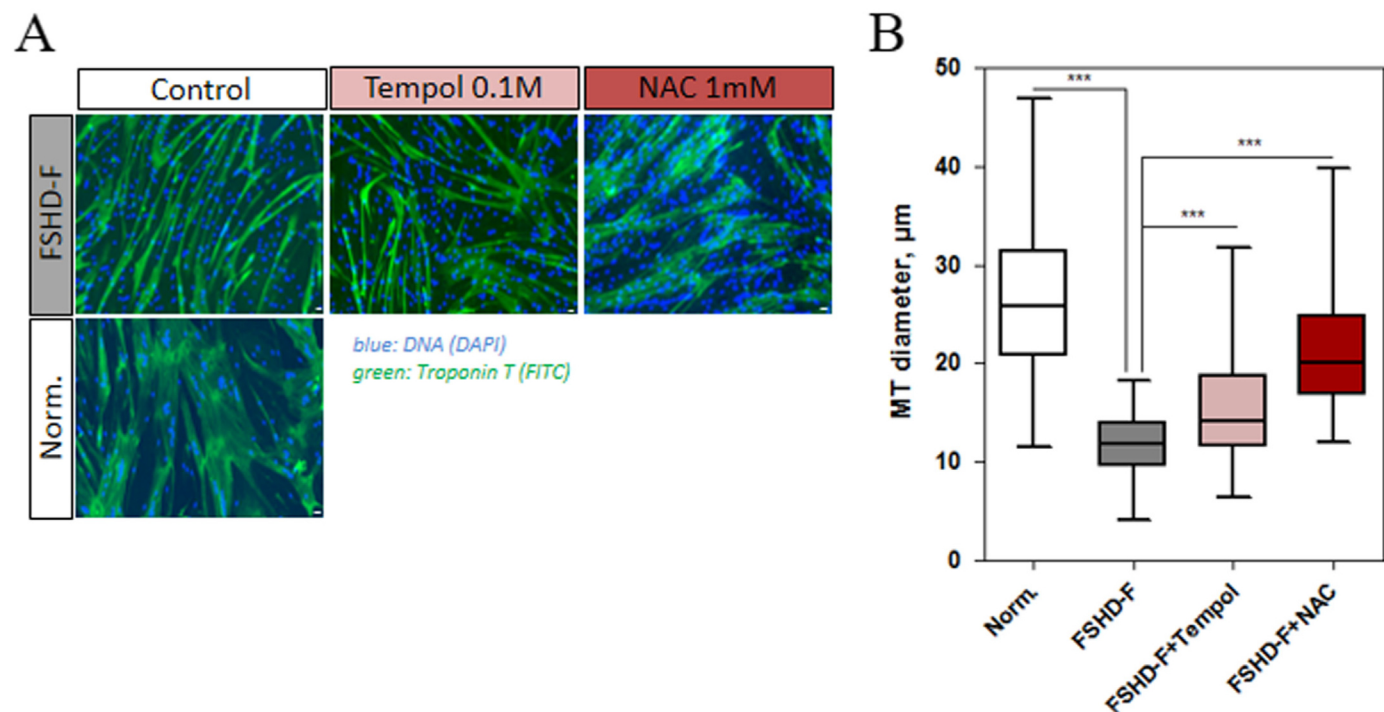 A
Control
Tempol 0.1M
NAC 1mM
FSHD-F
Norm.
blue: DNA (DAPI)
green: Troponin T (FITC)
B
MT diameter, µm
50
40
30
20
10
0
***
***
***
Norm.
FSHD-F
FSHD-F+Tempol
FSHD-F+NAC